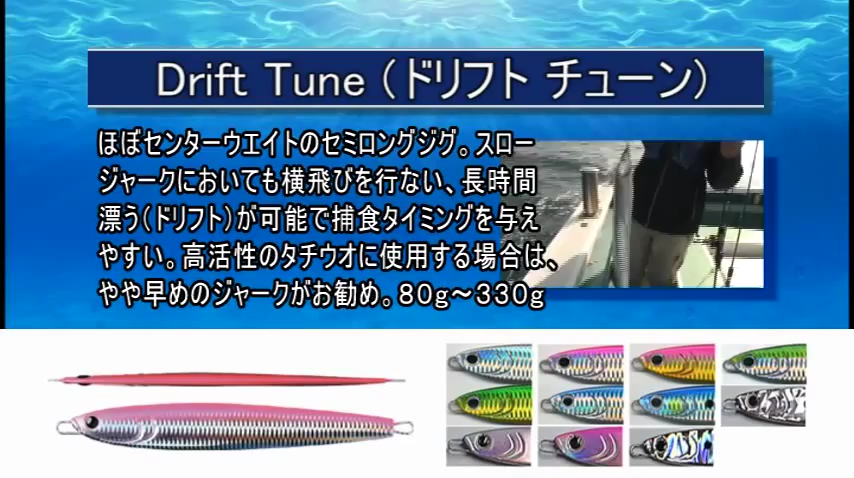 Drift Tune（ドリフト チューン）
ほぼセンターウエイトのセミロングジグ。スロー
ジャークにおいても横飛びを行ない、長時間
漂う（ドリフト）が可能で捕食タイミングを与え
やすい。高活性のタチウオに使用する場合は、
やや早めのジャークがお勧め。８０ｇ～３３０ｇ